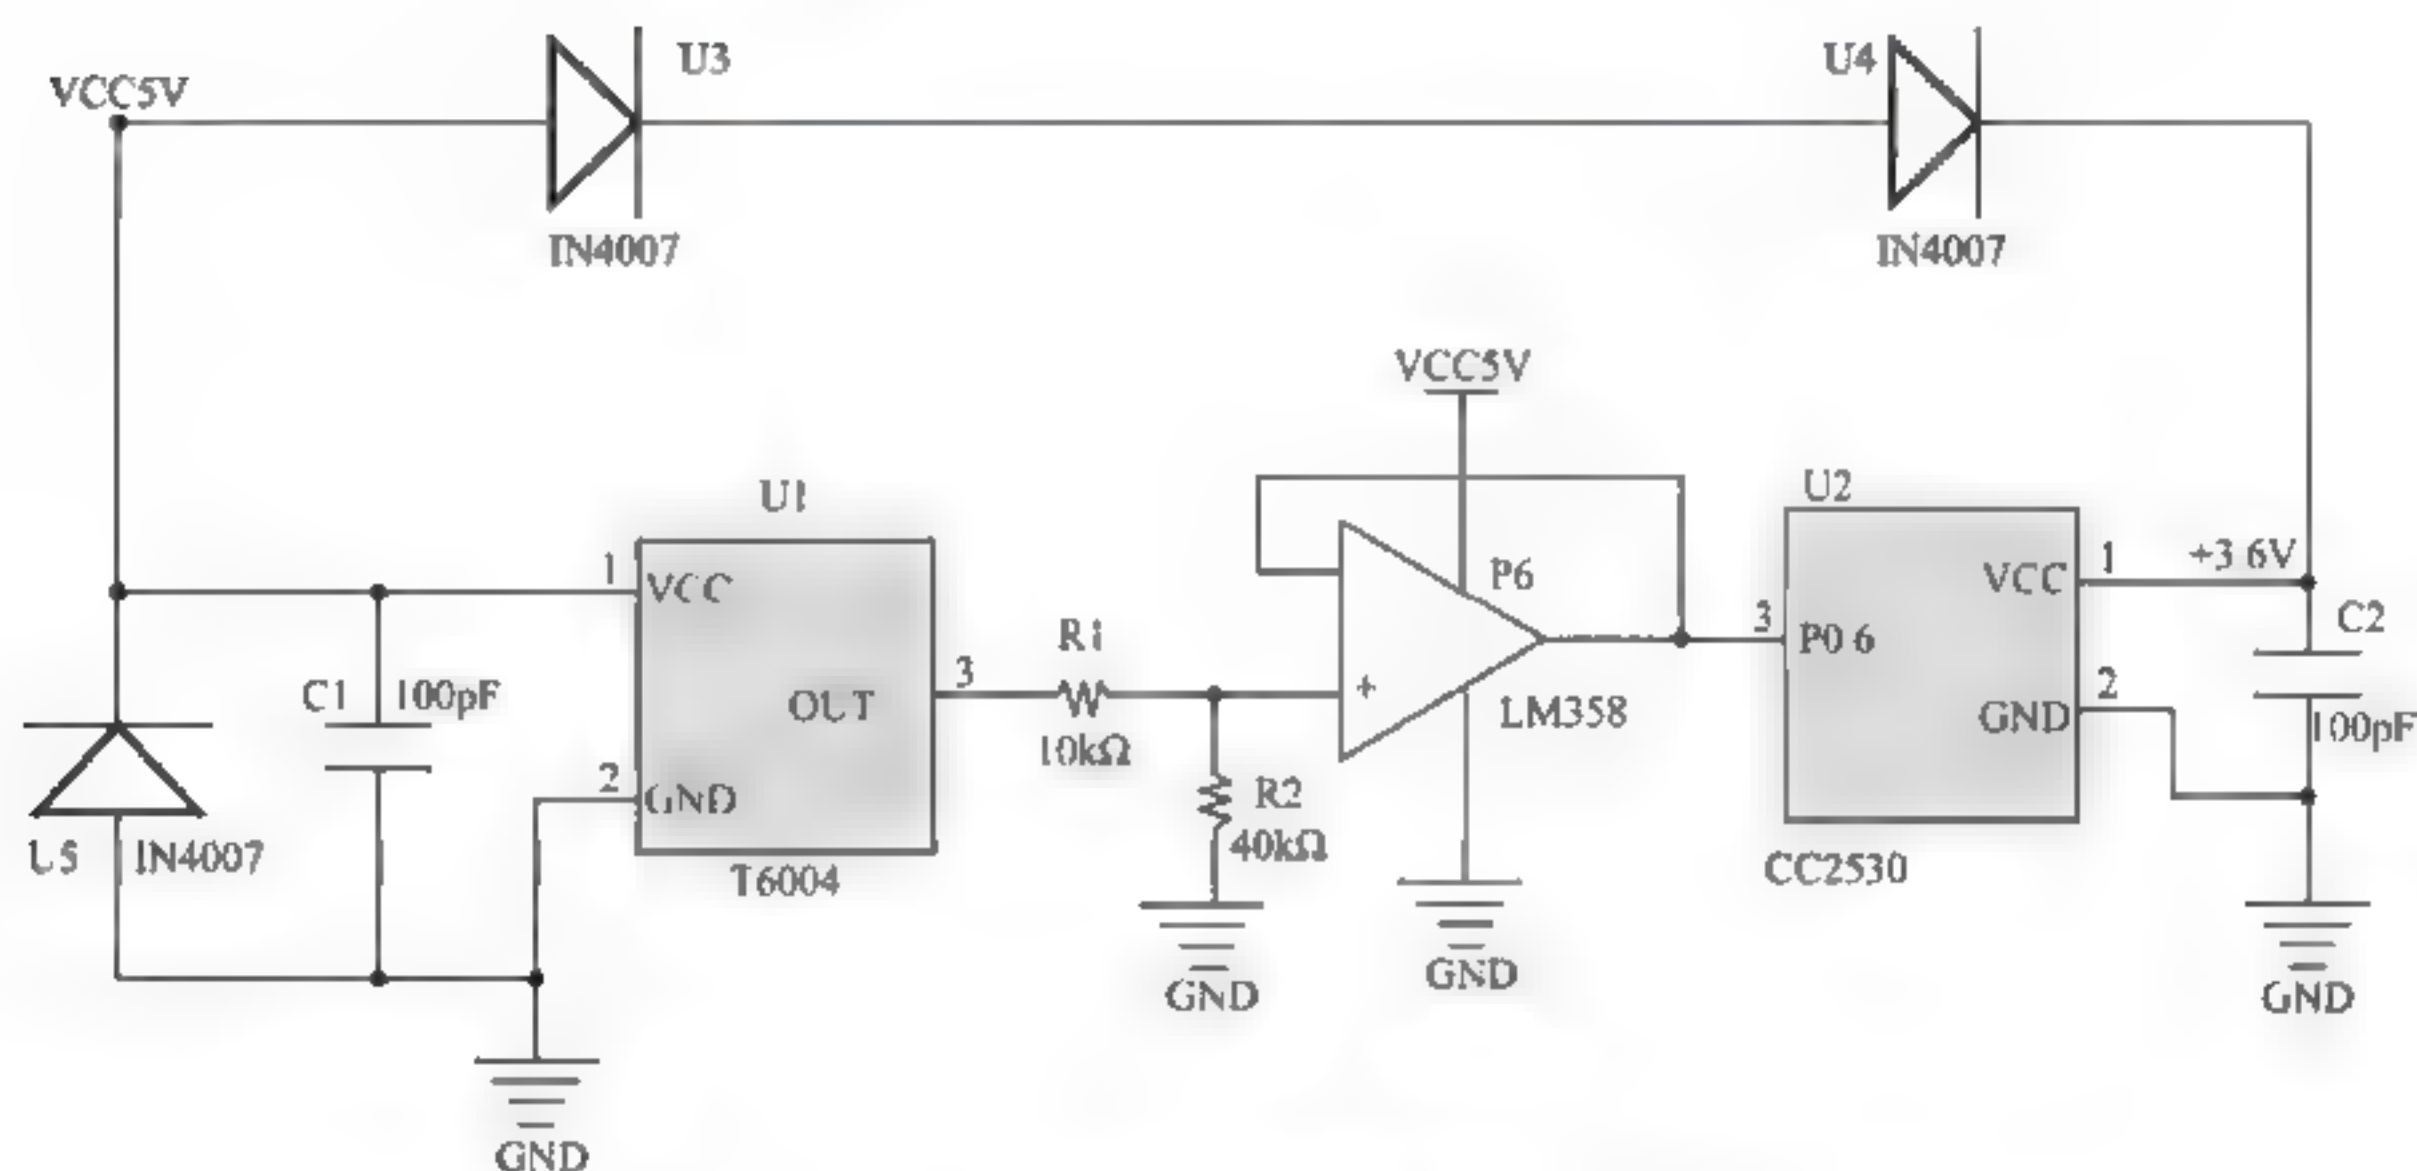 VCC5V
U3
U4
IN4007
IN4007
VCC5V
U1
U2
1
VCC
P6
VCC
1
+3 6V
R1
3
P0 6
C2
C1
100pF
OUT
3
2
10kΩ
LM358
GND
100pF
2
GND
R2
40kΩ
U5
IN4007
T6004
CC2530
GND
GND
GND
GND